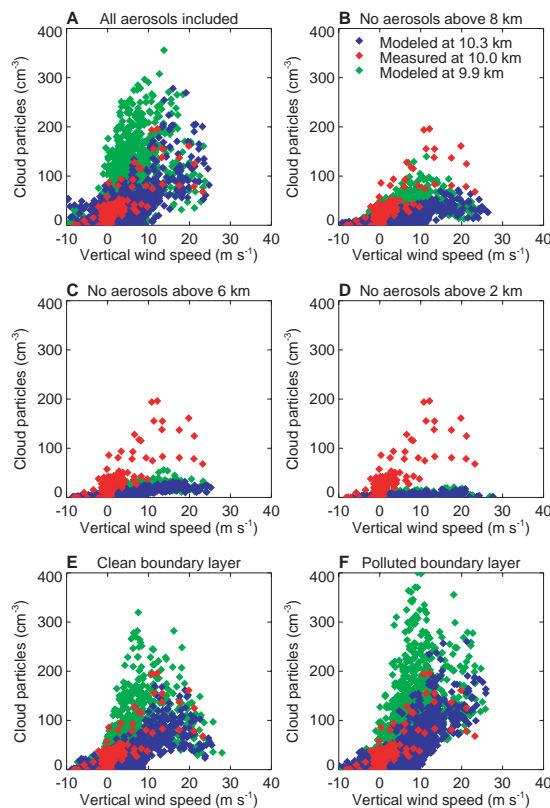 A All aerosols included
Cloud particles (cm-3)
400
300
200
100
0
-10 0 10 20 30 40
Vertical wind speed (m s-1)
B No aerosols above 8 km
Modeled at 10.3 km
Measured at 10.0 km
Modeled at 9.9 km
Cloud particles (cm-3)
400
300
200
100
0
-10 0 10 20 30 40
Vertical wind speed (m s-1)
C No aerosols above 6 km
Cloud particles (cm-3)
400
300
200
100
0
-10 0 10 20 30 40
Vertical wind speed (m s-1)
D No aerosols above 2 km
Cloud particles (cm-3)
400
300
200
100
0
-10 0 10 20 30 40
Vertical wind speed (m s-1)
E Clean boundary layer
Cloud particles (cm-3)
400
300
200
100
0
-10 0 10 20 30 40
Vertical wind speed (m s-1)
F Polluted boundary layer
Cloud particles (cm-3)
400
300
200
100
0
-10 0 10 20 30 40
Vertical wind speed (m s-1)